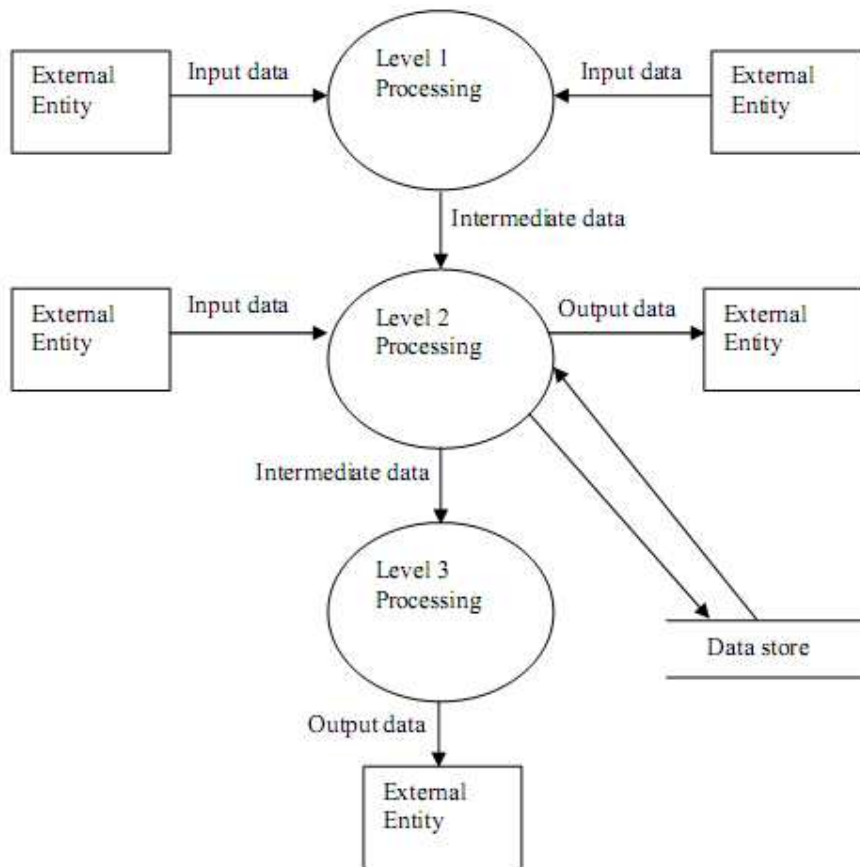 Level 1
Processing
External
Entity
Input data
Input data
External
Entity
Intermediate data
External
Entity
Input data
Level 2
Processing
Output data
External
Entity
Intermediate data
Level 3
Processing
Data store
Output data
External
Entity